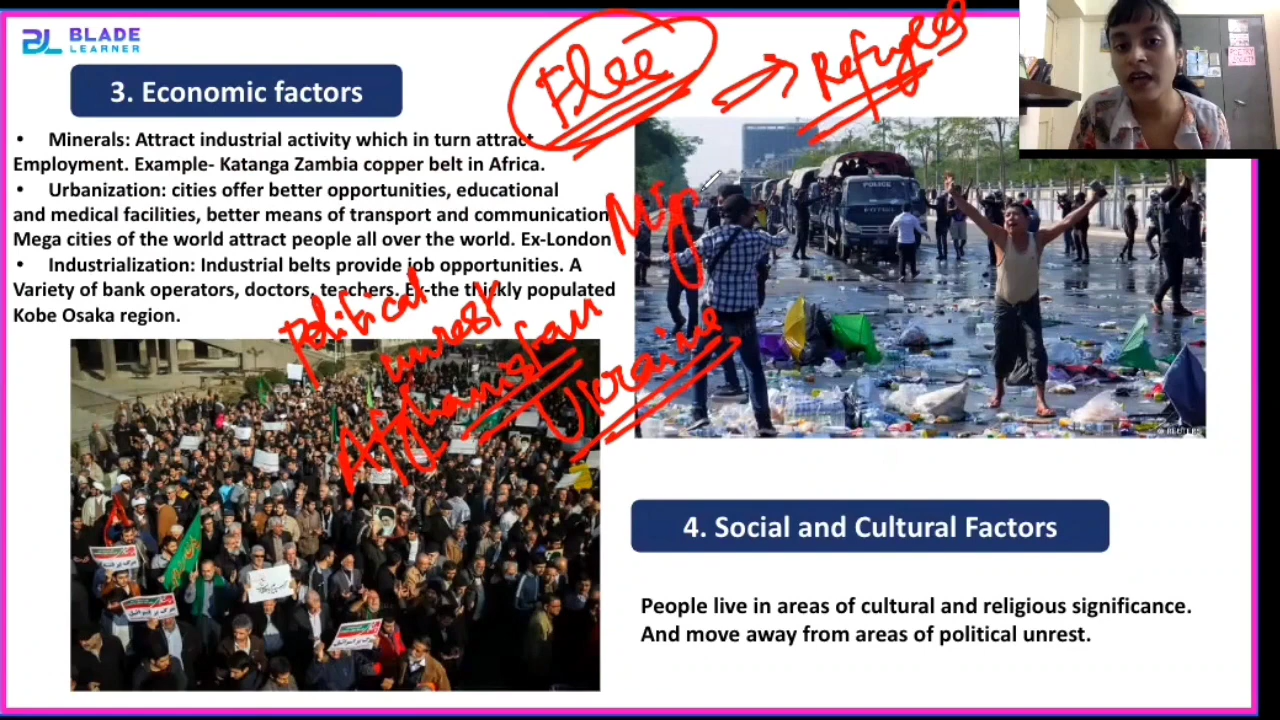 BLADE
LEARNER
3. Economic factors
• Minerals: Attract industrial activity which in turn attract
Employment. Example- Katanga Zambia copper belt in Africa.
• Urbanization: cities offer better opportunities, educational
and medical facilities, better means of transport and communication
Mega cities of the world attract people all over the world. Ex-London
• Industrialization: Industrial belts provide job opportunities. A
Variety of bank operators, doctors, teachers. Ex-the thickly populated
Kobe Osaka region.
Flee
Refugees
Mig
Political
unrest
Afghanistan
Ukraine
POLICE
REUTERS
4. Social and Cultural Factors
People live in areas of cultural and religious significance.
And move away from areas of political unrest.